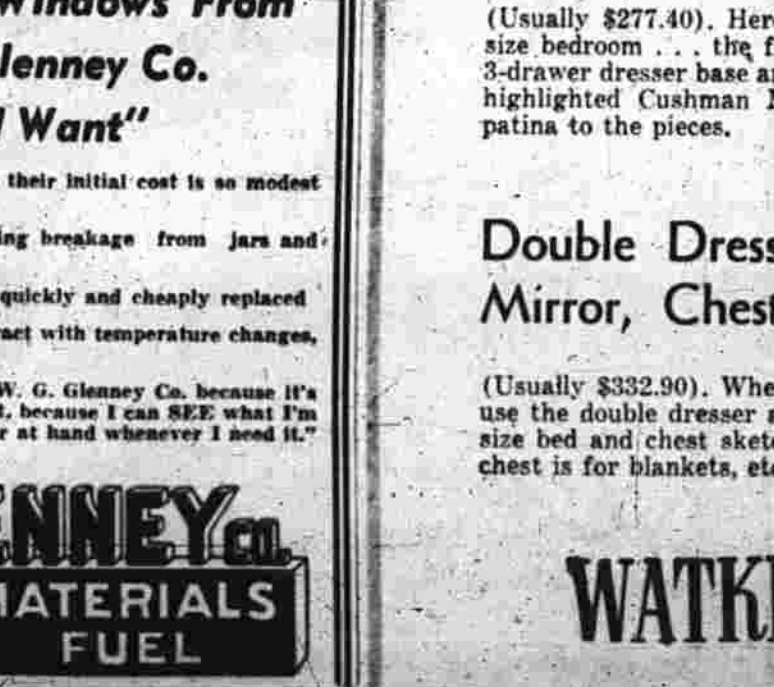 Windows From
lenney Co.
Want"
their initial cost is so modest
ing breakage from jars and
quickly and cheaply replaced
act with temperature changes,
W. G. Glenney Co. because it's
t, because I can SEE what I'm
r at hand whenever I need it."
ENNEY CO.
MATERIALS
FUEL
(Usually $277.40). Her
size bedroom . . . the f
3-drawer dresser base a
highlighted Cushman
patina to the pieces.
Double Dress
Mirror, Chest
(Usually $332.90). Whe
use the double dresser a
size bed and chest sket
chest is for blankets, et
WATK